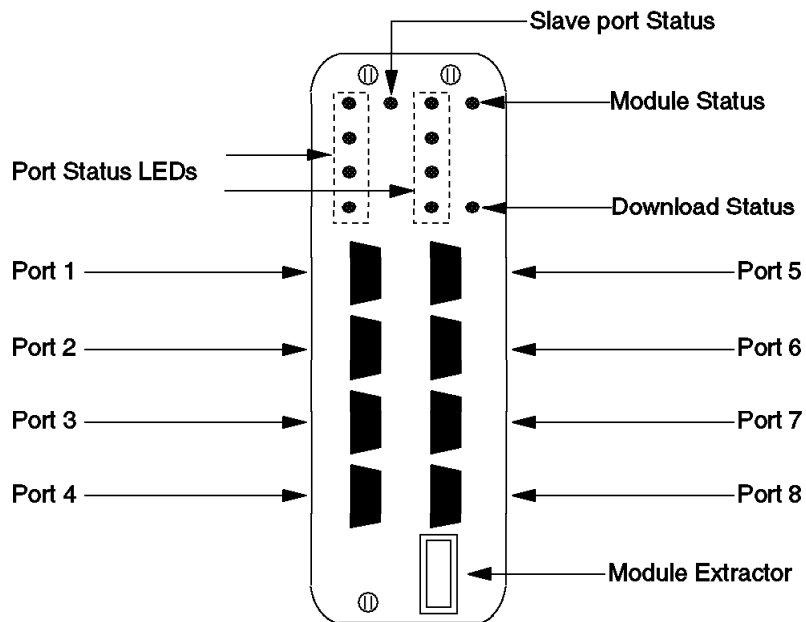 Slave port Status
Module Status
Port Status LEDs
Download Status
Port 1
Port 5
Port 2
Port 6
Port 3
Port 7
Port 4
Port 8
Module Extractor